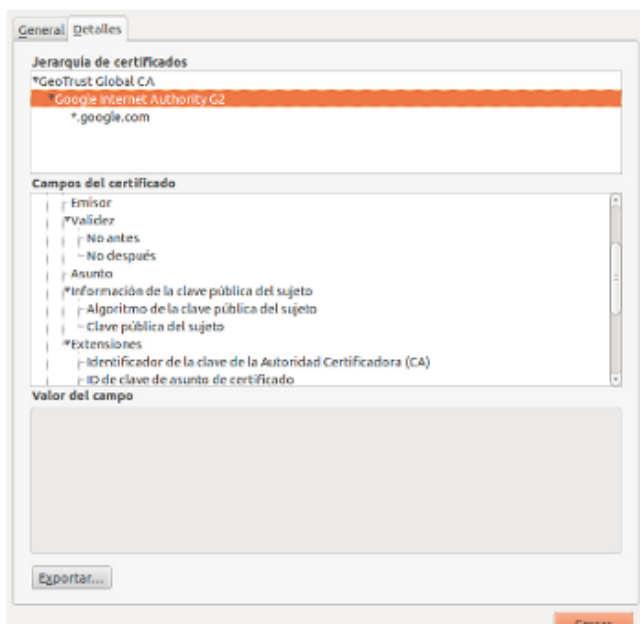 General Detalles
Jerarquía de certificados
GeoTrust Global CA
Google Internet Authority G2
*.google.com
Campos del certificado
Emisor
Validez
No antes
No después
Asunto
Información de la clave pública del sujeto
Algoritmo de la clave pública del sujeto
Clave pública del sujeto
Extensiones
Identificador de la clave de la Autoridad Certificadora (CA)
ID de clave de asunto de certificado
Valor del campo
Exportar...